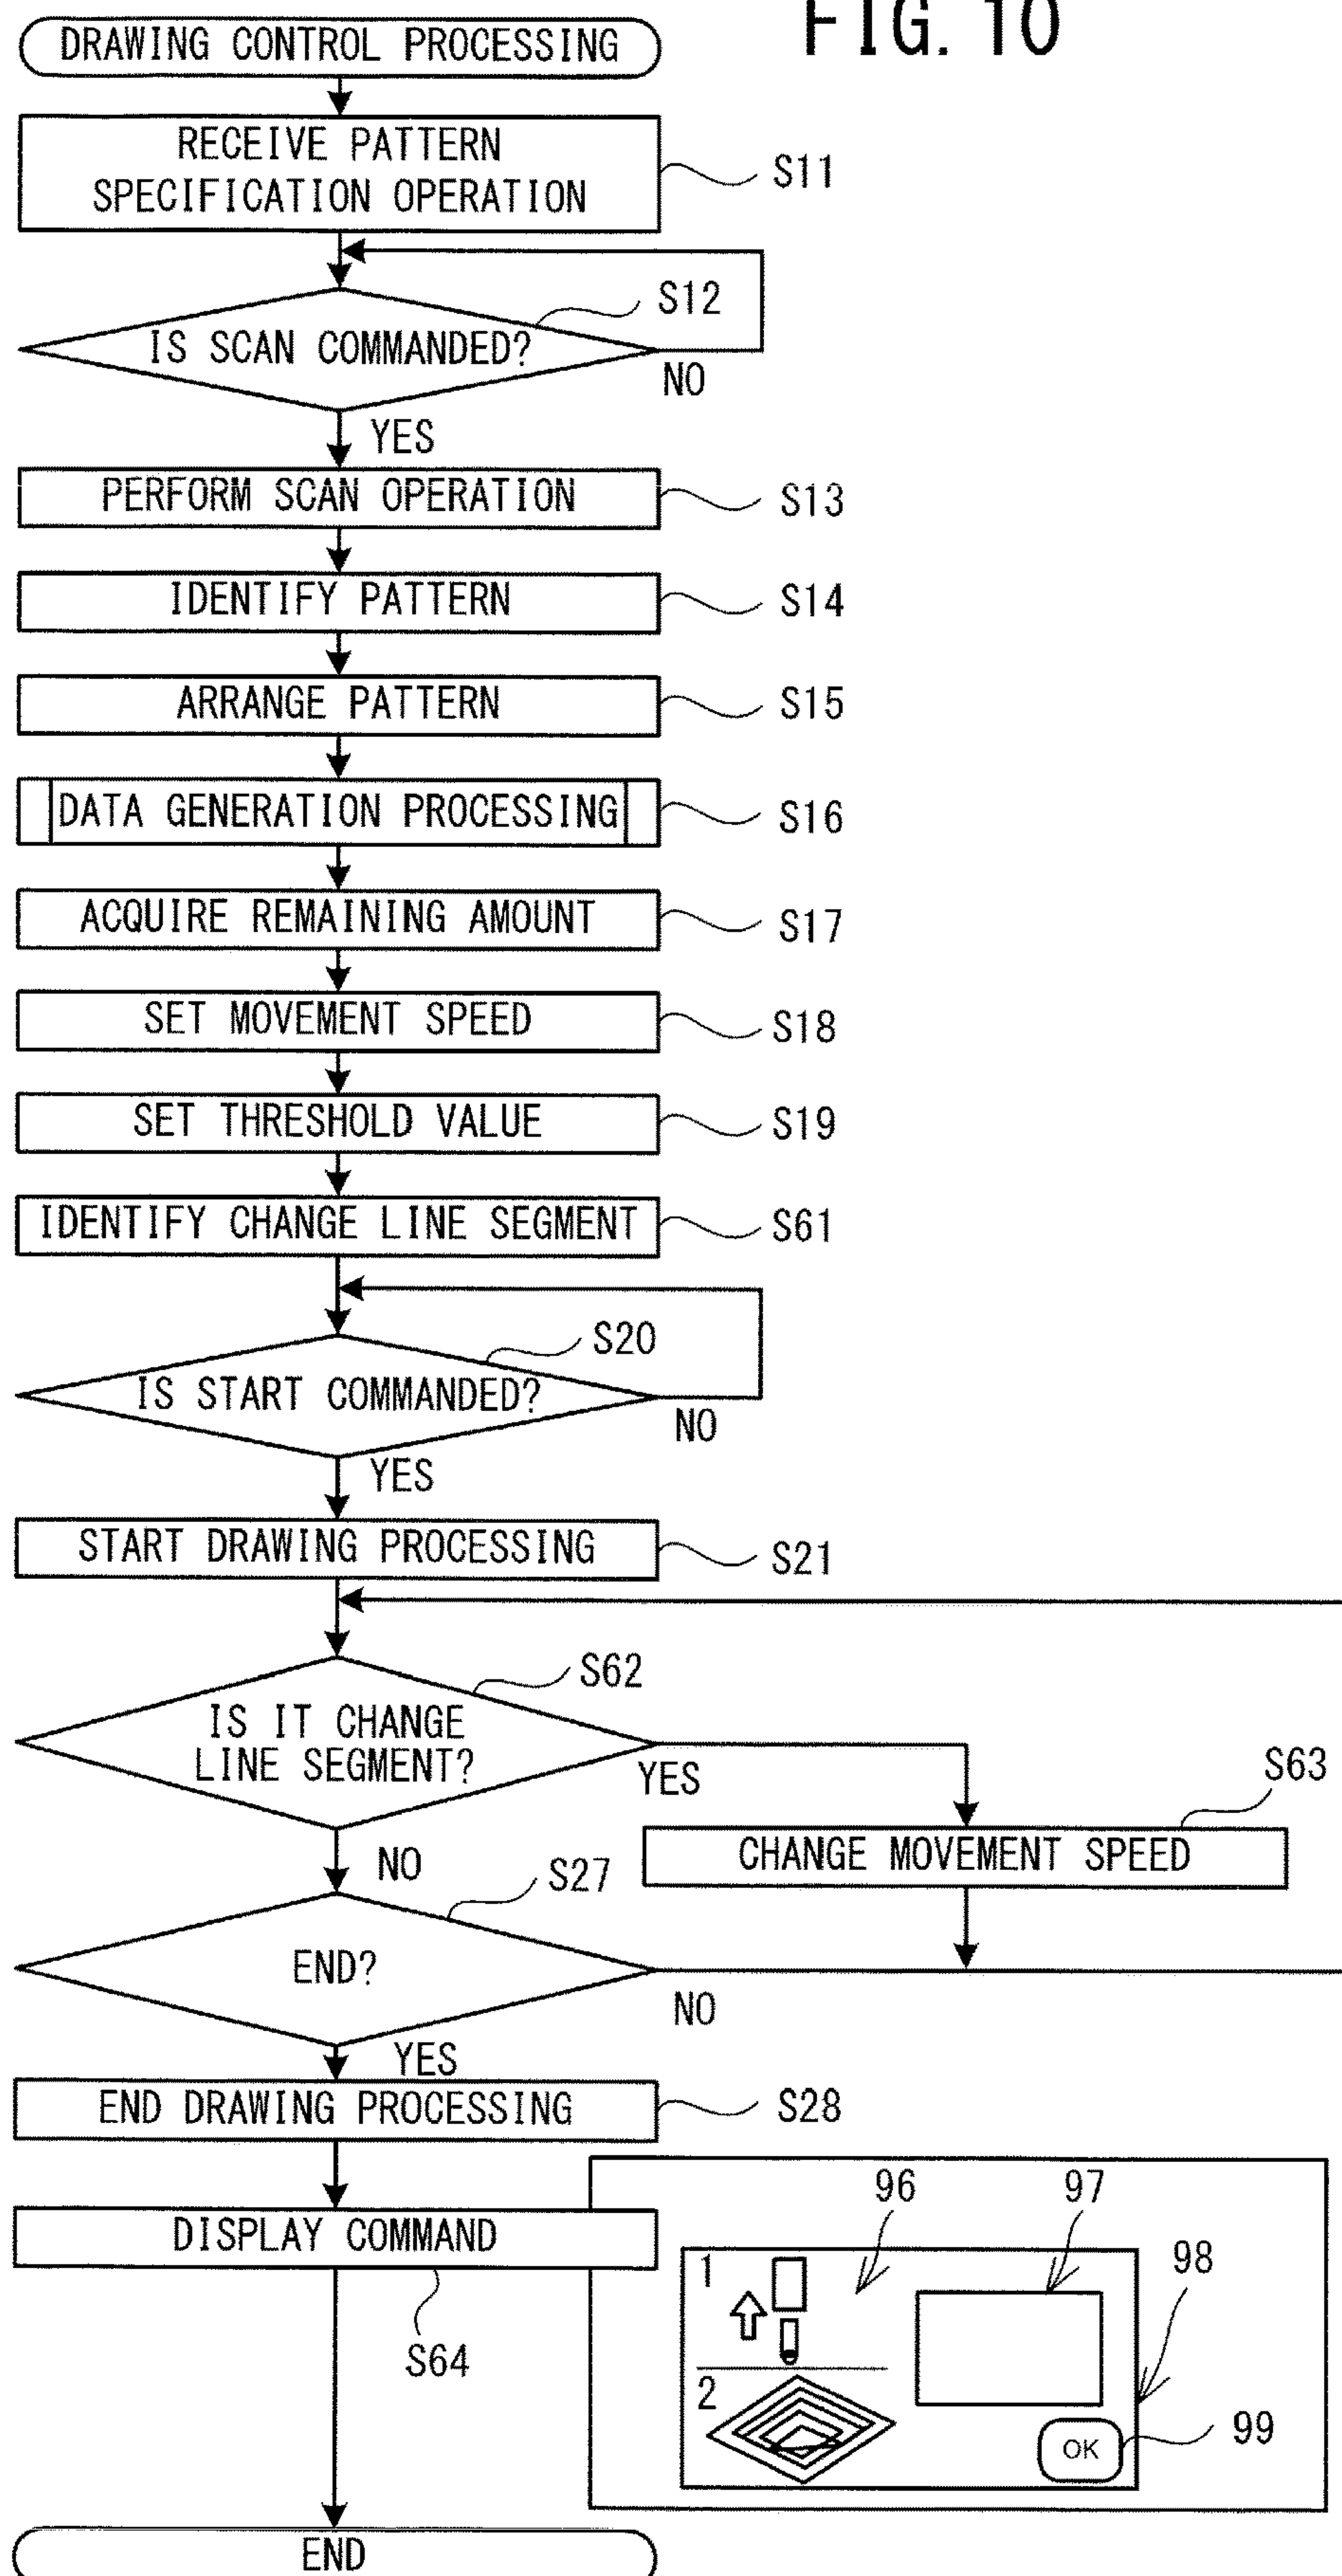 FIG. 10
DRAWING CONTROL PROCESSING
RECEIVE PATTERN
SPECIFICATION OPERATION
S11
S12
IS SCAN COMMANDED?
NO
YES
PERFORM SCAN OPERATION
S13
IDENTIFY PATTERN
S14
ARRANGE PATTERN
S15
DATA GENERATION PROCESSING
S16
ACQUIRE REMAINING AMOUNT
S17
SET MOVEMENT SPEED
S18
SET THRESHOLD VALUE
S19
IDENTIFY CHANGE LINE SEGMENT
S61
S20
IS START COMMANDED?
NO
YES
START DRAWING PROCESSING
S21
S62
IS IT CHANGE
LINE SEGMENT?
YES
S63
CHANGE MOVEMENT SPEED
NO
S27
END?
NO
YES
END DRAWING PROCESSING
S28
DISPLAY COMMAND
S64
96
97
98
1
2
OK
99
END